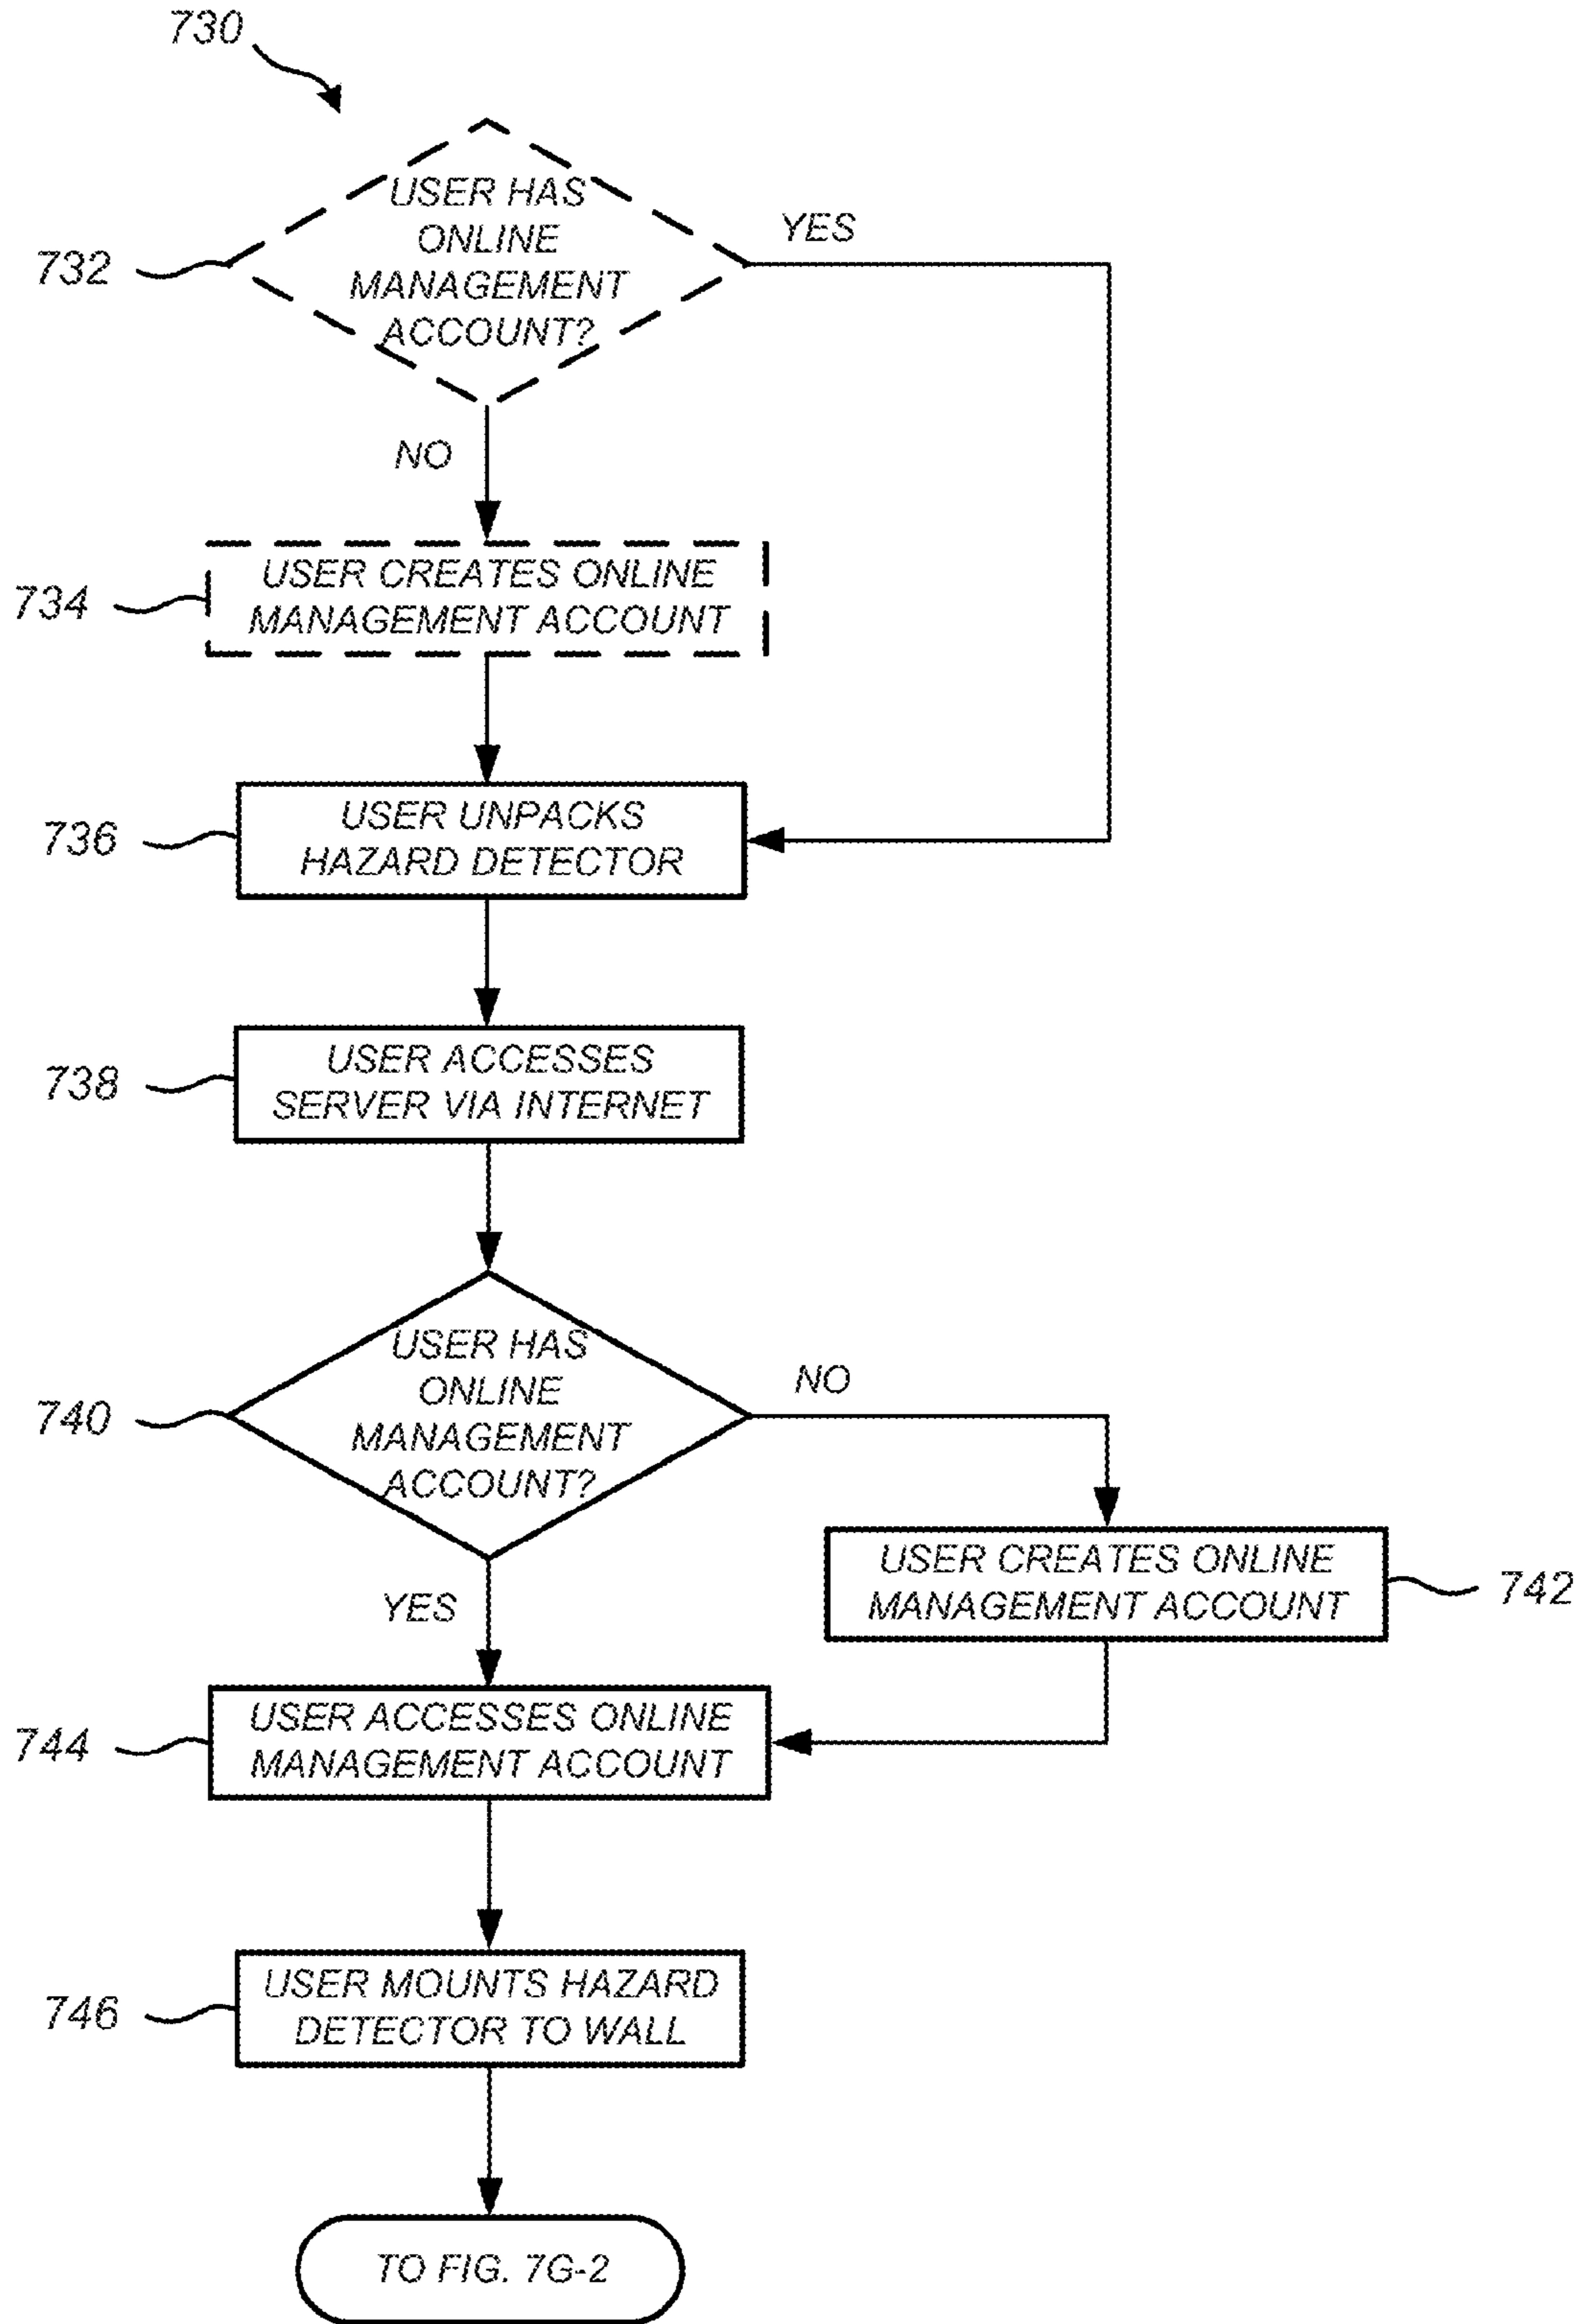 730
USER HAS
ONLINE
MANAGEMENT
ACCOUNT?
732
YES
NO
USER CREATES ONLINE
MANAGEMENT ACCOUNT
734
USER UNPACKS
HAZARD DETECTOR
736
USER ACCESSES
SERVER VIA INTERNET
738
USER HAS
ONLINE
MANAGEMENT
ACCOUNT?
740
NO
YES
USER CREATES ONLINE
MANAGEMENT ACCOUNT
742
USER ACCESSES ONLINE
MANAGEMENT ACCOUNT
744
USER MOUNTS HAZARD
DETECTOR TO WALL
746
TO FIG. 7G-2